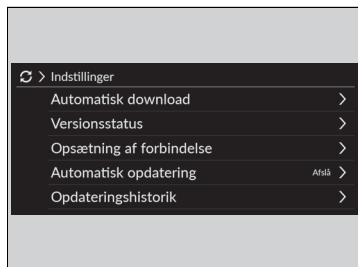 Indstillinger
Automatisk download
Versionsstatus
Opsætning af forbindelse
Automatisk opdatering Afslå
Opdateringshistorik